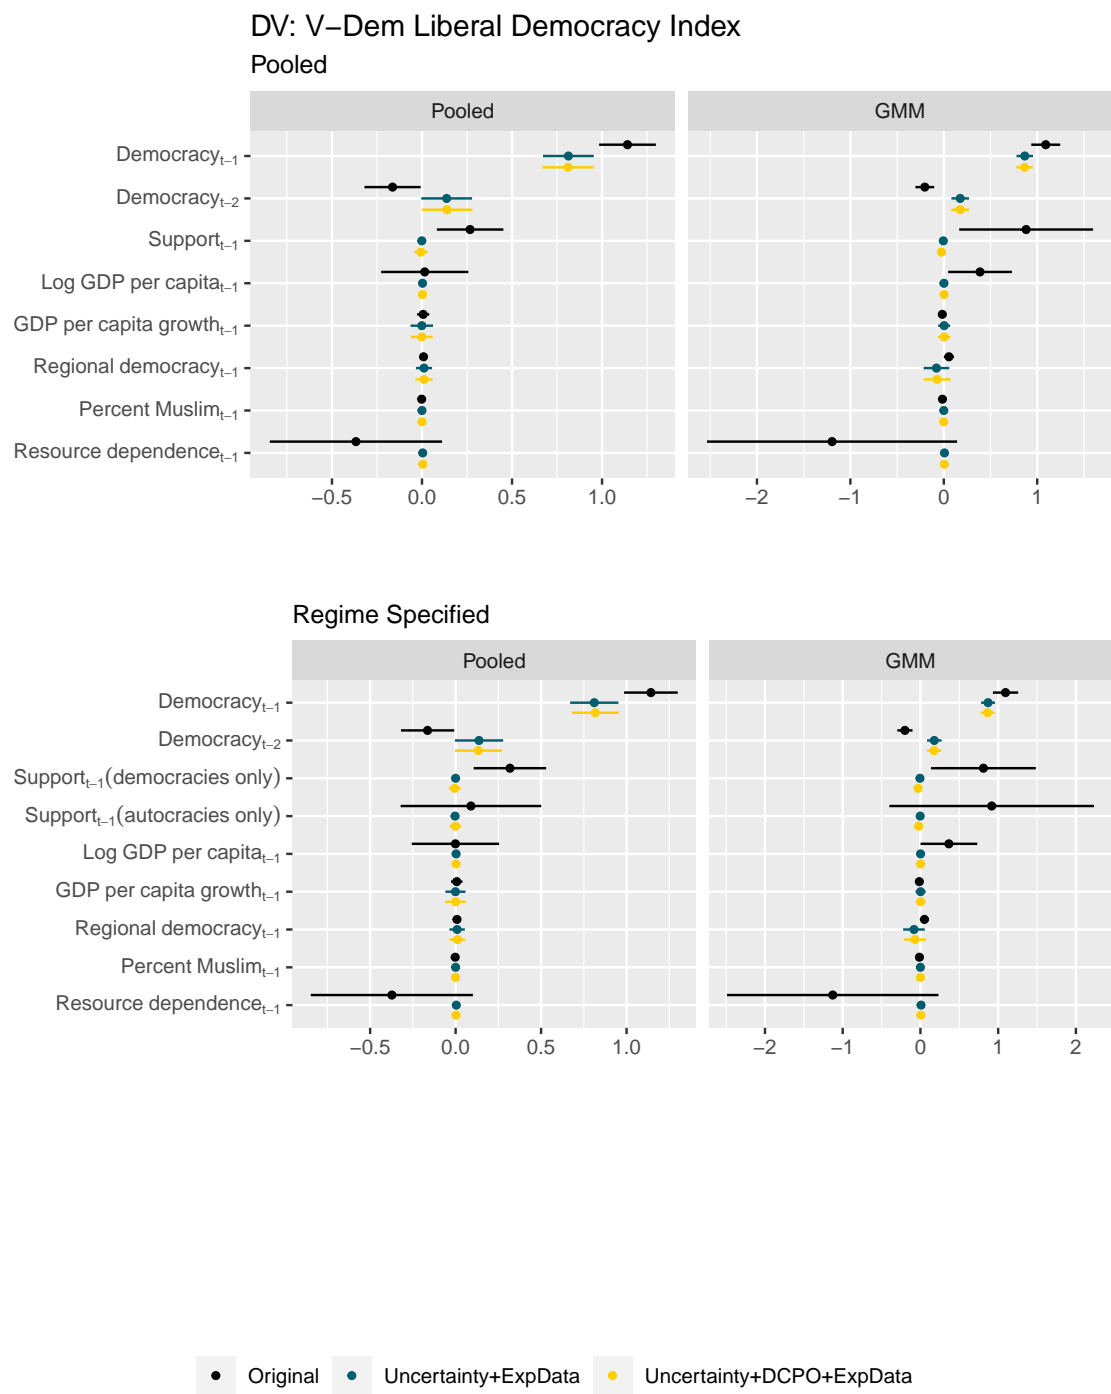 DV: V−Dem Liberal Democracy Index
Pooled
Pooled
GMM
Democracyt−1
Democracyt−2
Supportt−1
Log GDP per capitat−1
GDP per capita growtht−1
Regional democracyt−1
Percent Muslimt−1
Resource dependencet−1
−0.5 0.0 0.5 1.0
−2 −1 0 1
Regime Specified
Pooled
GMM
Democracyt−1
Democracyt−2
Supportt−1(democracies only)
Supportt−1(autocracies only)
Log GDP per capitat−1
GDP per capita growtht−1
Regional democracyt−1
Percent Muslimt−1
Resource dependencet−1
−0.5 0.0 0.5 1.0
−2 −1 0 1 2
Original Uncertainty+ExpData Uncertainty+DCPO+ExpData